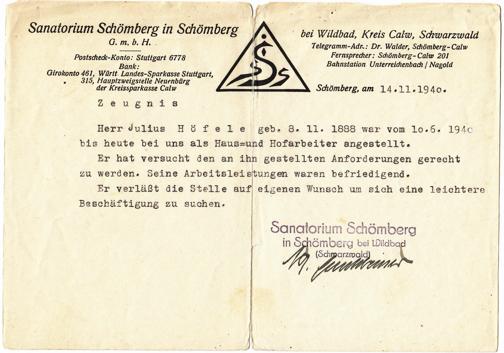 Sanatorium Schömberg in Schömberg
G. m. b. H.
Postscheck-Konto: Stuttgart 6778
Bank:
Girokonto 461, Württ Landes-Sparkasse Stuttgart,
315, Hauptzweigstelle Neuenbürg
der Kreissparkasse Calw
bei Wildbad, Kreis Calw, Schwarzwald
Telegramm-Adr.: Dr. Walder, Schömberg-Calw
Fernsprecher: Schömberg-Calw 201
Bahnstation Unterreichenbach / Nagold
Schömberg, am 14.11.1940.
Zeugnis
Herr Julius Höfele geb. 8. 11. 1888 war vom 10.6. 1940
bis heute bei uns als Haus=und Hofarbeiter angestellt.
Er hat versucht den an ihn gestellten Anforderungen gerecht
zu werden. Seine Arbeitsleistungen waren befriedigend.
Er verläßt die Stelle auf eigenen Wunsch um sich eine leichtere
Beschäftigung zu suchen.
Sanatorium Schömberg
in Schömberg bei Wildbad
(Schwarzwald)